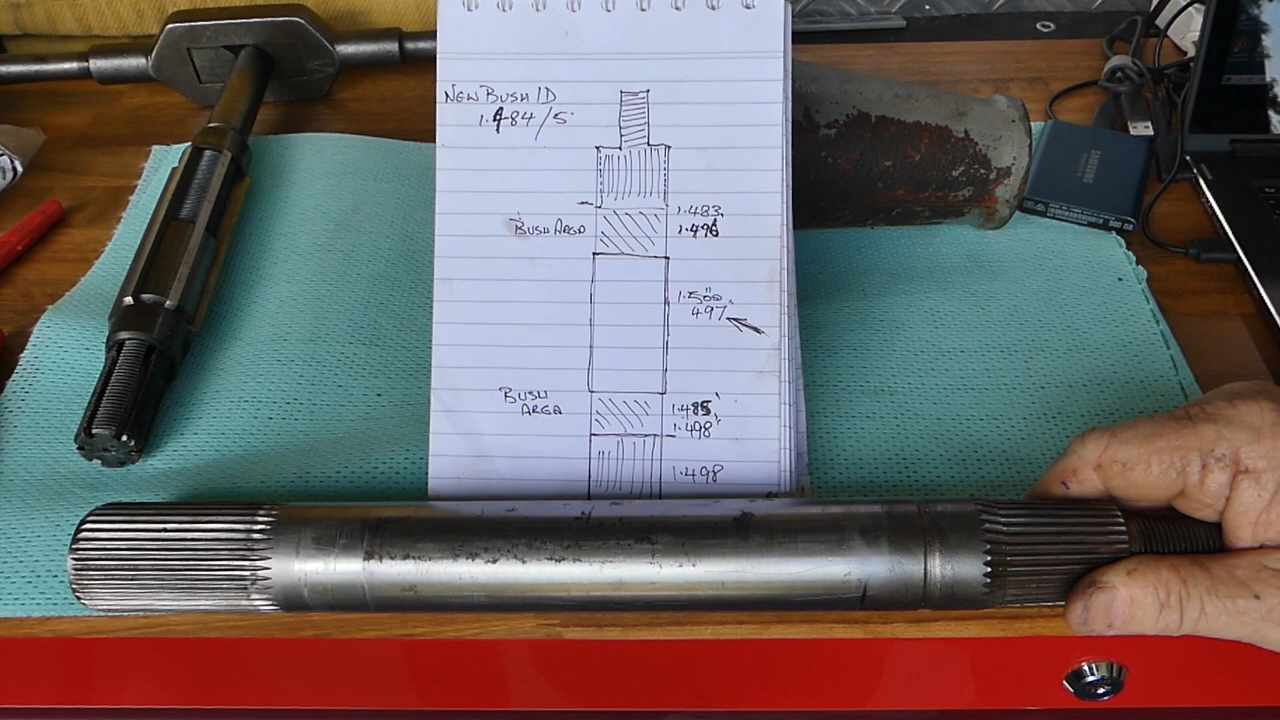 NEW BUSH ID
1.484/5
1.483
BUSH AREA
1.496
1.500"
497
BUSH
AREA
1.485"
1.498"
1.498
SAMSUNG